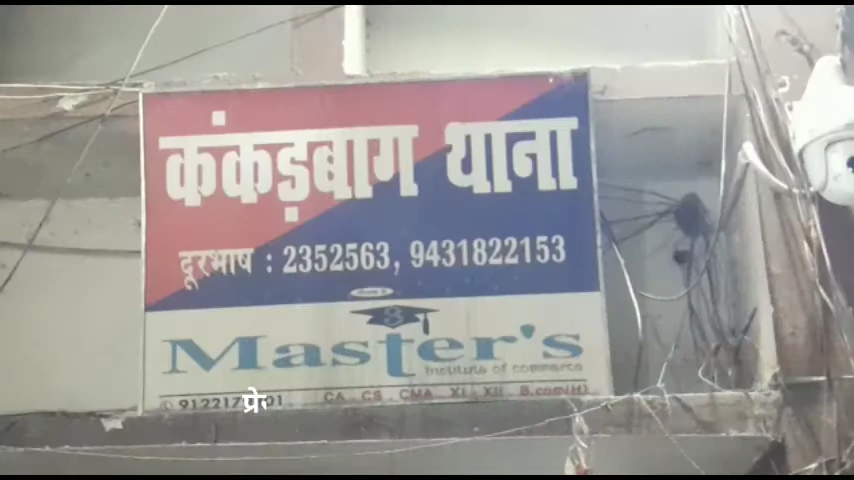 कंकड़बाग थाना
दूरभाष : 2352563, 9431822153
Master's
Institute of commerce
CA CS CMA XI XII B.com(H)